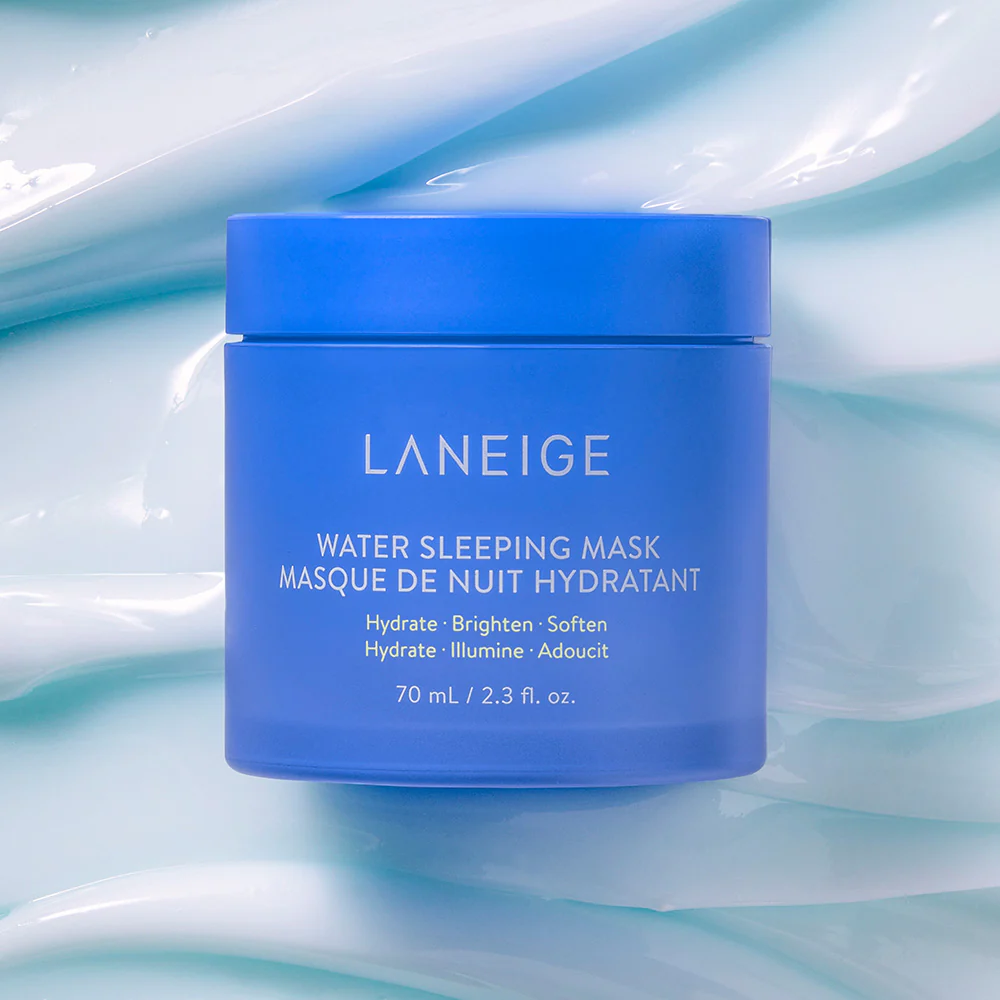 LANEIGE
WATER SLEEPING MASK
MASQUE DE NUIT HYDRATANT
Hydrate · Brighten · Soften
Hydrate · Illumine · Adoucit
70 mL / 2.3 fl. oz.